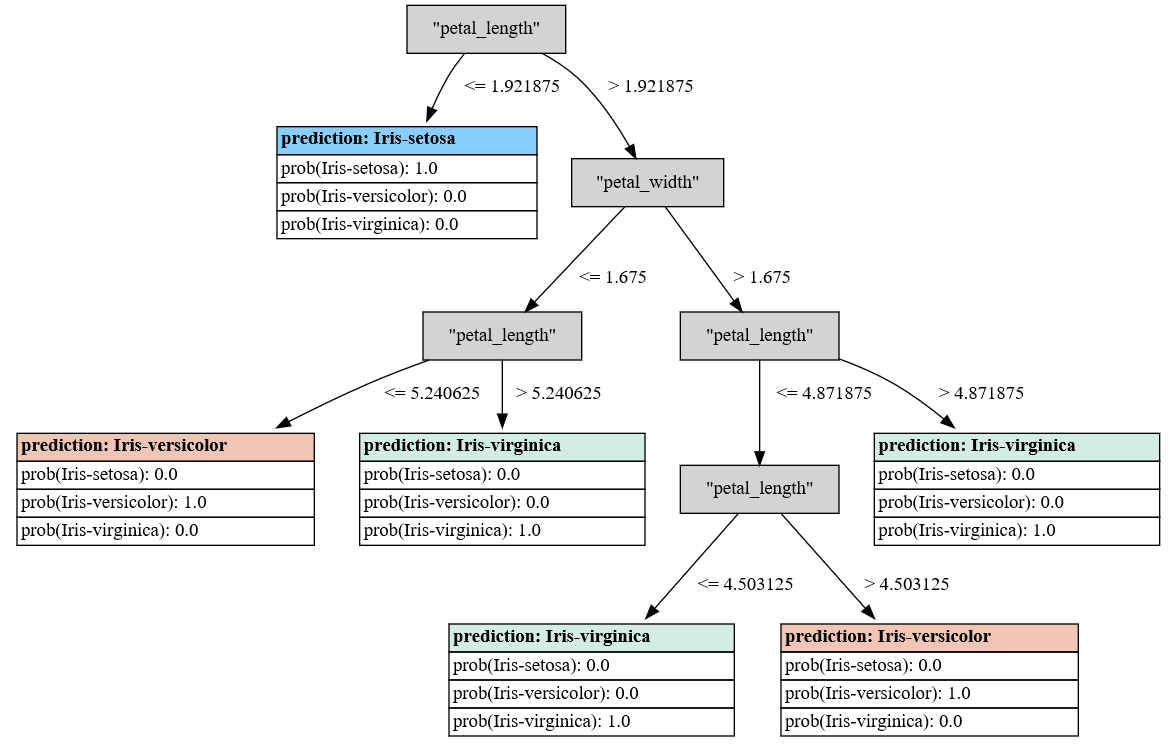 "petal_length"
<= 1.921875
> 1.921875
prediction: Iris-setosa
prob(Iris-setosa): 1.0
prob(Iris-versicolor): 0.0
prob(Iris-virginica): 0.0
"petal_width"
<= 1.675
> 1.675
"petal_length"
"petal_length"
<= 5.240625
> 5.240625
<= 4.871875
> 4.871875
prediction: Iris-versicolor
prob(Iris-setosa): 0.0
prob(Iris-versicolor): 1.0
prob(Iris-virginica): 0.0
prediction: Iris-virginica
prob(Iris-setosa): 0.0
prob(Iris-versicolor): 0.0
prob(Iris-virginica): 1.0
"petal_length"
prediction: Iris-virginica
prob(Iris-setosa): 0.0
prob(Iris-versicolor): 0.0
prob(Iris-virginica): 1.0
<= 4.503125
> 4.503125
prediction: Iris-virginica
prob(Iris-setosa): 0.0
prob(Iris-versicolor): 0.0
prob(Iris-virginica): 1.0
prediction: Iris-versicolor
prob(Iris-setosa): 0.0
prob(Iris-versicolor): 1.0
prob(Iris-virginica): 0.0